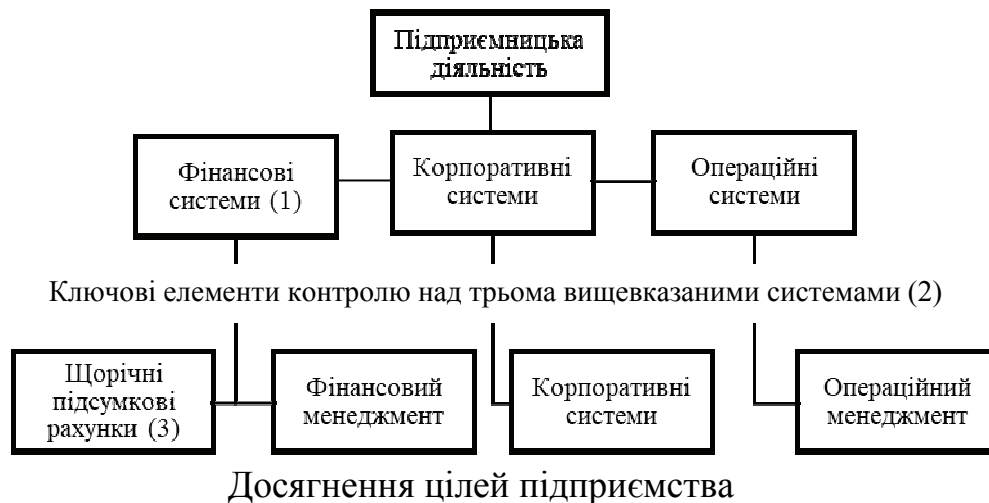 Підприємницька
діяльність
Фінансові
системи (1)
Корпоративні
системи
Операційні
системи
Ключові елементи контролю над трьома вищевказаними системами (2)
Щорічні
підсумкові
рахунки (3)
Фінансовий
менеджмент
Корпоративні
системи
Операційний
менеджмент
Досягнення цілей підприємства